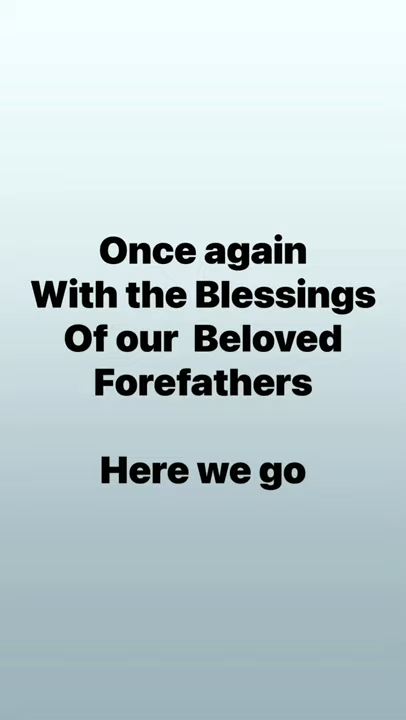 Once again
With the Blessings
Of our  Beloved
Forefathers
Here we go